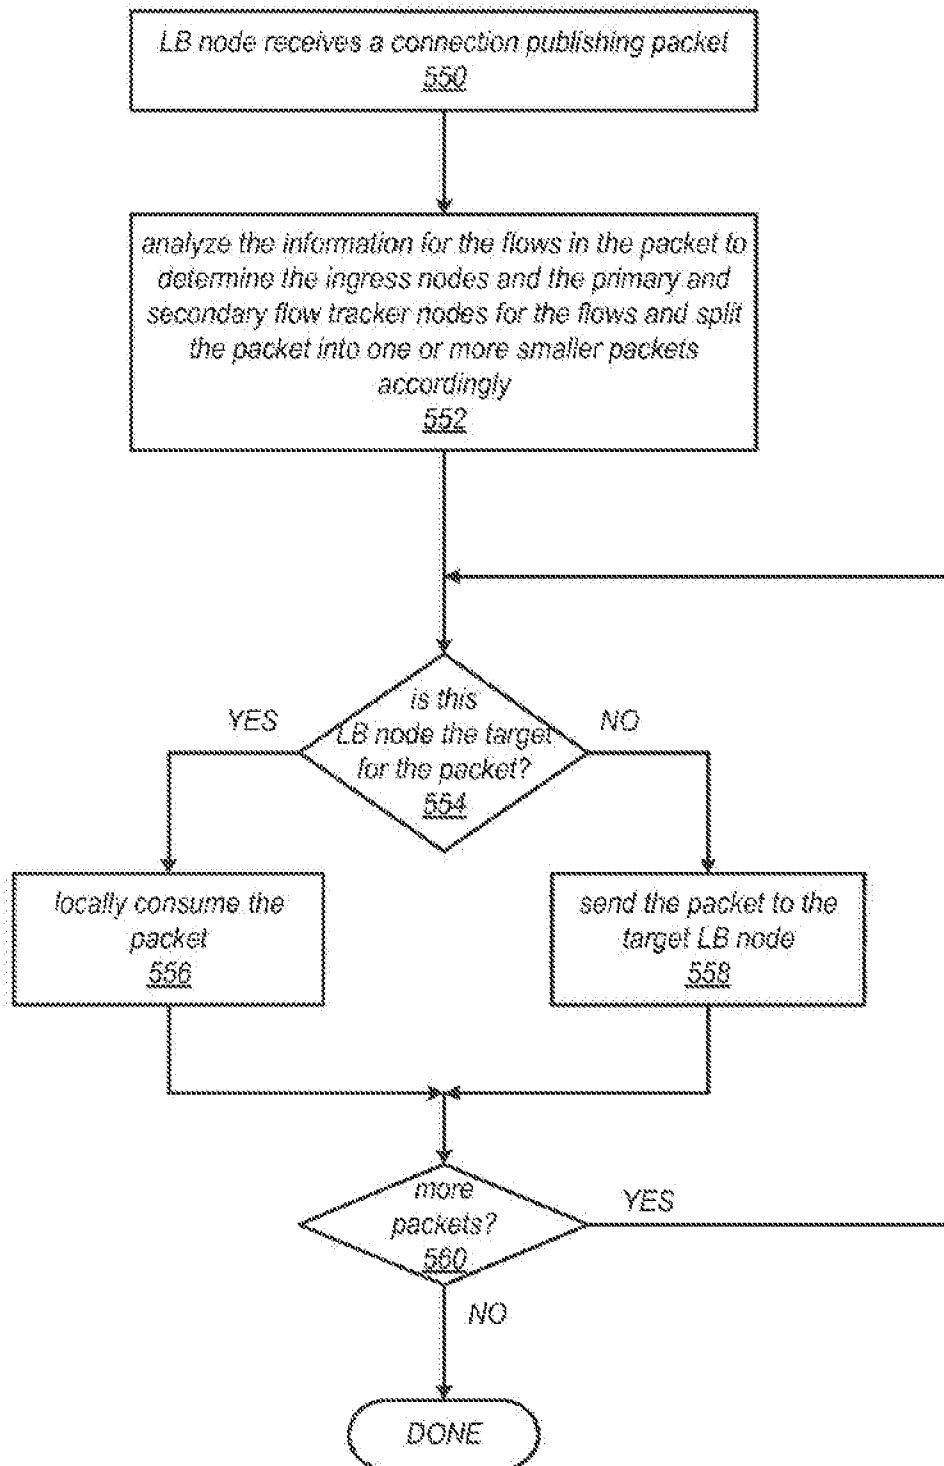 LB node receives a connection publishing packet
550
analyze the information for the flows in the packet to
determine the ingress nodes and the primary and
secondary flow tracker nodes for the flows and split
the packet into one or more smaller packets
accordingly
552
is this
LB node the target
for the packet?
554
YES
NO
locally consume the
packet
556
send the packet to the
target LB node
558
more
packets?
560
YES
NO
DONE